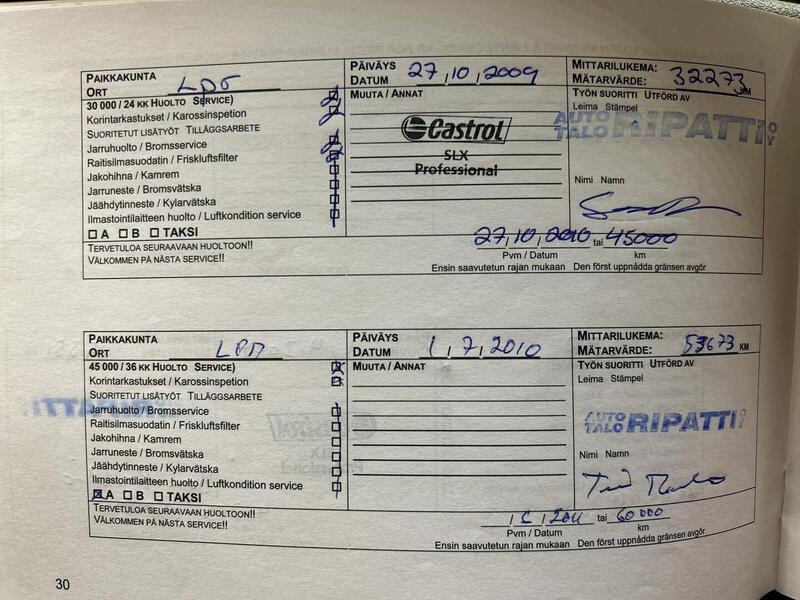 PAIKKAKUNTA
ORT LPR
PÄIVÄYS
DATUM 27,10,2009
MITTARILUKEMA:
MÄTARVÄRDE: 32273 KM
30 000 / 24 KK HUOLTO SERVICE)
Korintarkastukset / Karossinspetion
SUORITETUT LISÄTYÖT TILLÄGGSARBETE
Jarruhuolto / Bromsservice
Raitisilmasuodatin / Friskluftsfilter
Jakohihna / Kamrem
Jarruneste / Bromsvätska
Jäähdytinneste / Kylarvätska
Ilmastointilaitteen huolto / Luftkondition service
A B TAKSI
MUUTA / ANNAT
Castrol
SLX
Professional
TYÖN SUORITTI UTFÖRD AV
Leima Stämpel
AUTO TALO RIPATTI OY
Nimi Namn
TERVETULOA SEURAAVAAN HUOLTOON!!
VÄLKOMMEN PÅ NÄSTA SERVICE!!
27,10,2010 tai 45000
Pvm / Datum km
Ensin saavutetun rajan mukaan Den först uppnådda gränsen avgör
PAIKKAKUNTA
ORT LPR
PÄIVÄYS
DATUM 1,7,2010
MITTARILUKEMA:
MÄTARVÄRDE: 53673 KM
45 000 / 36 KK HUOLTO SERVICE)
Korintarkastukset / Karossinspetion
SUORITETUT LISÄTYÖT TILLÄGGSARBETE
Jarruhuolto / Bromsservice
Raitisilmasuodatin / Friskluftsfilter
Jakohihna / Kamrem
Jarruneste / Bromsvätska
Jäähdytinneste / Kylarvätska
Ilmastointilaitteen huolto / Luftkondition service
A B TAKSI
MUUTA / ANNAT
TYÖN SUORITTI UTFÖRD AV
Leima Stämpel
AUTO TALO RIPATTI OY
Nimi Namn
TERVETULOA SEURAAVAAN HUOLTOON!!
VÄLKOMMEN PÅ NÄSTA SERVICE!!
2011 tai 60000
Pvm / Datum km
Ensin saavutetun rajan mukaan Den först uppnådda gränsen avgör
30